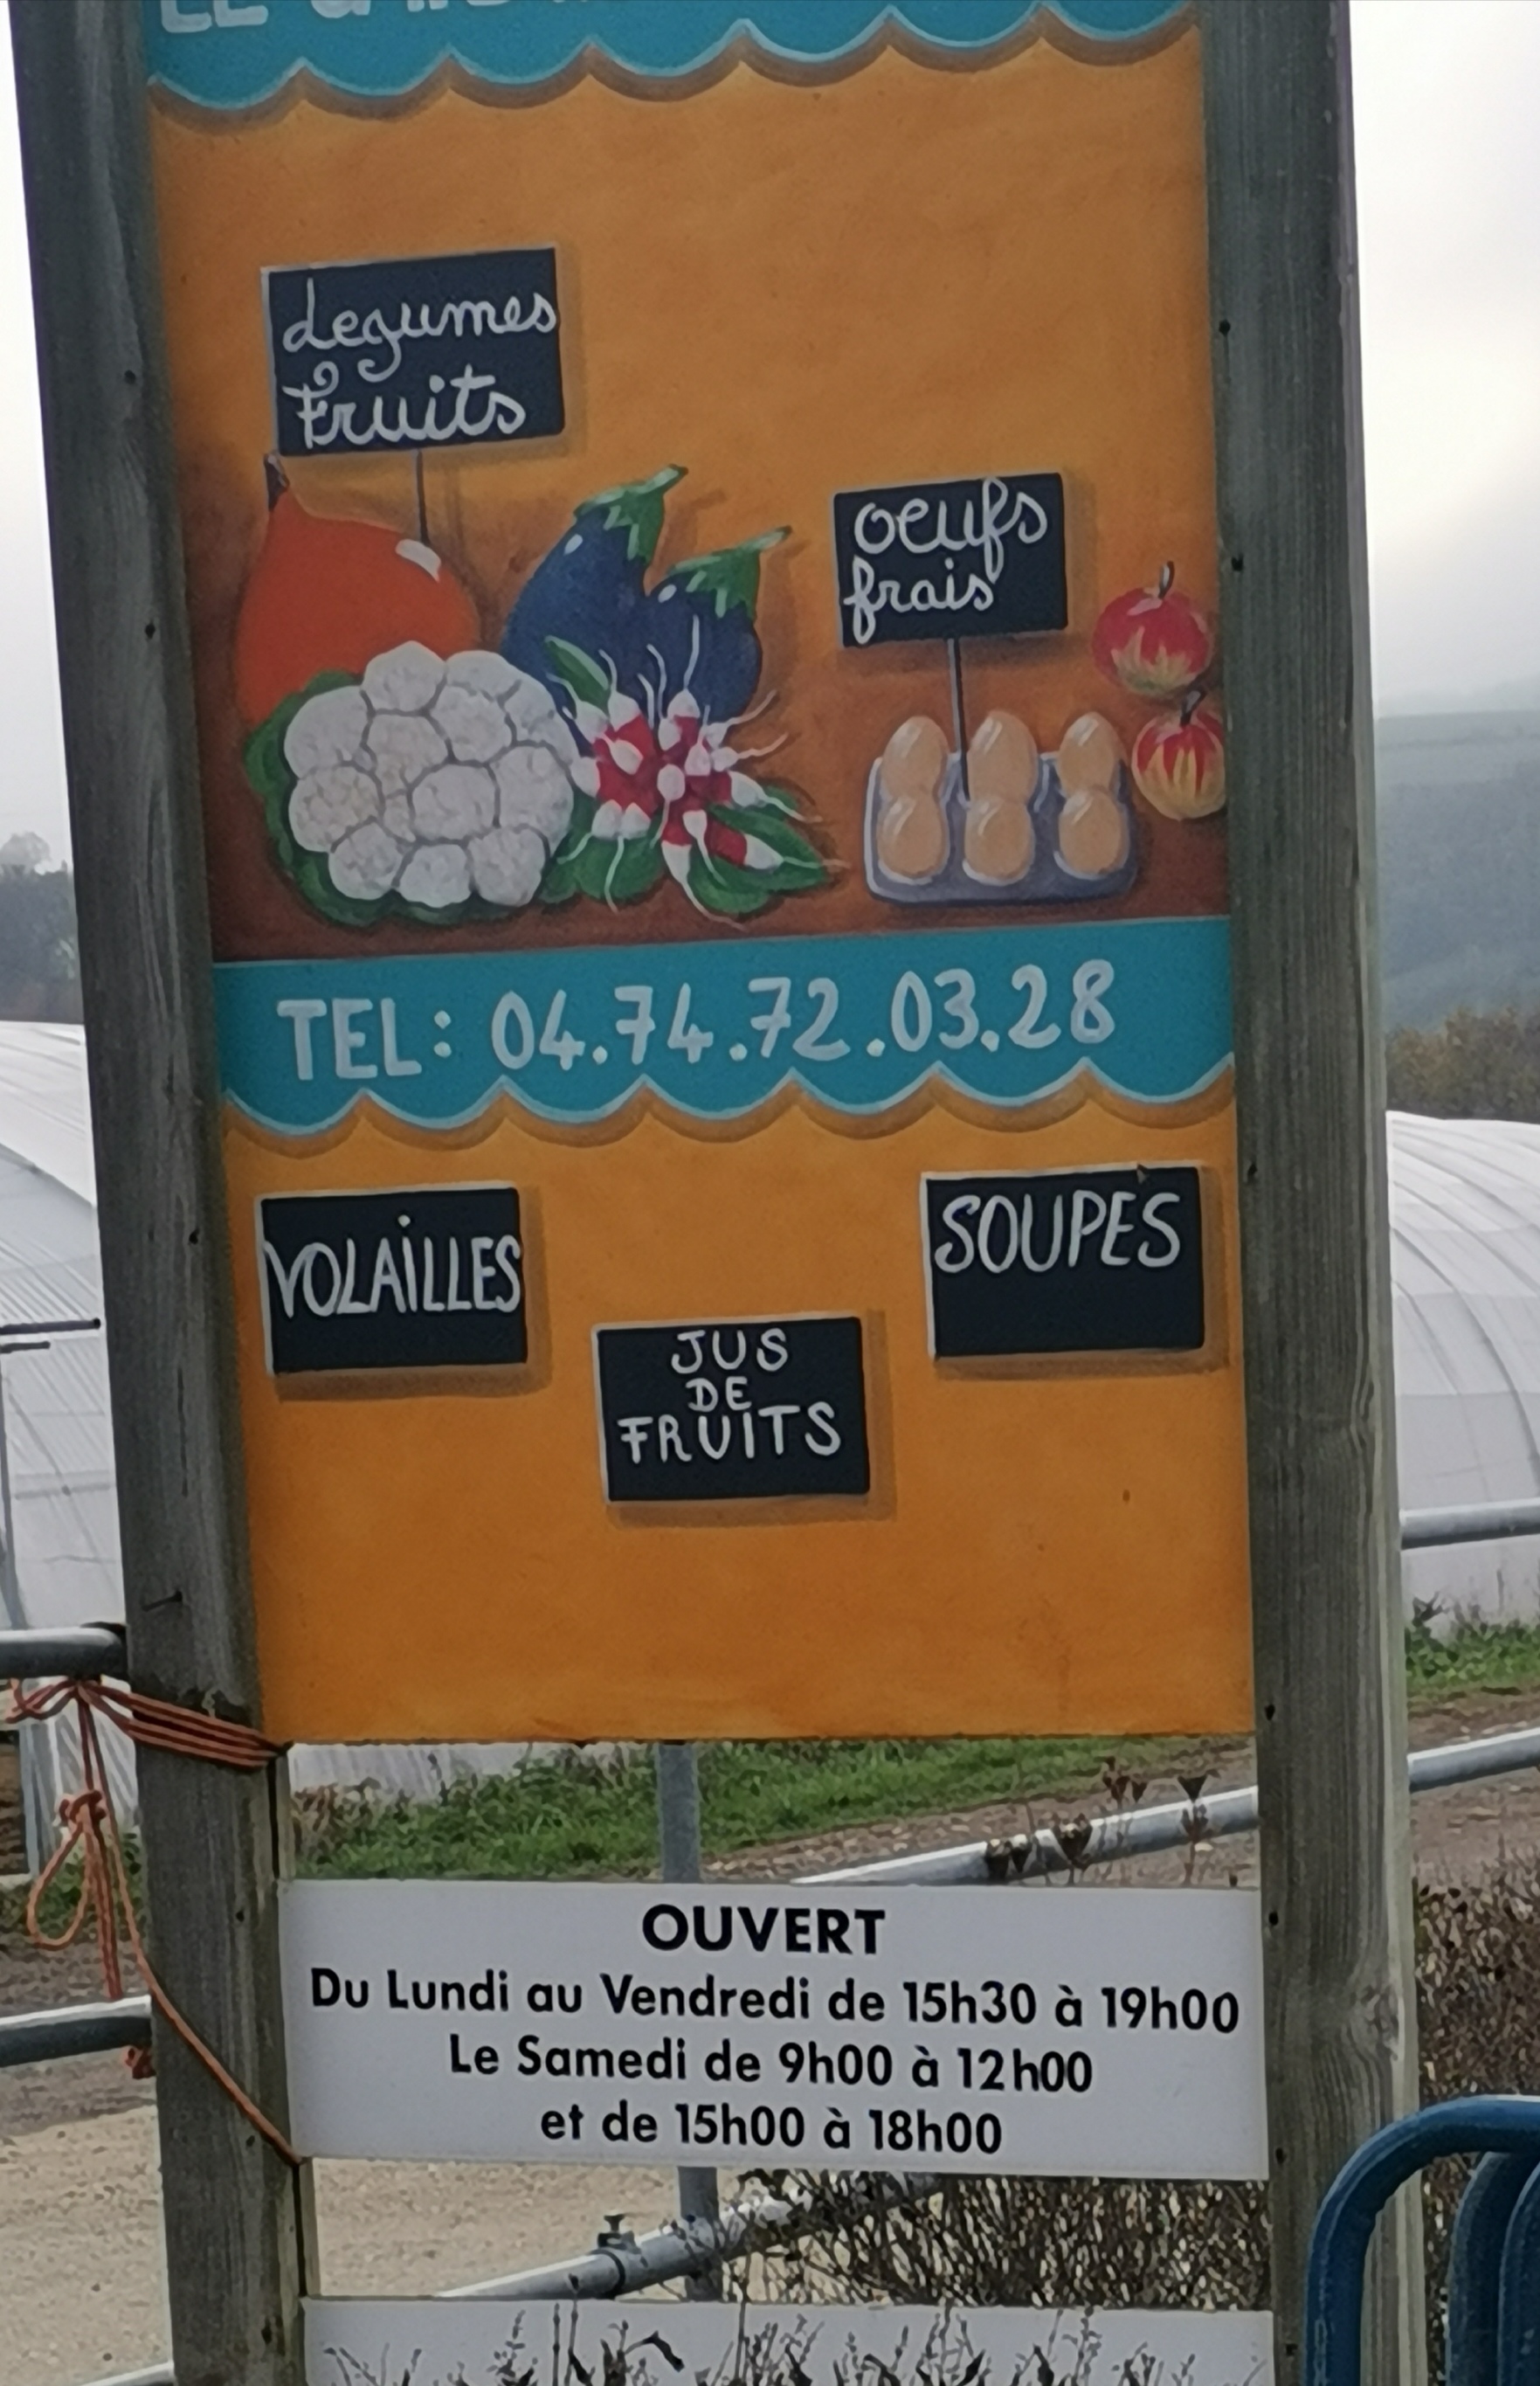 LE
Legumes
Fruits
oeufs
frais
TEL: 04.74.72.03.28
VOLAiLLES
SOUPES
JUS
DE
FRUITS
OUVERT
Du Lundi au Vendredi de 15h30 à 19h00
Le Samedi de 9h00 à 12h00
et de 15h00 à 18h00